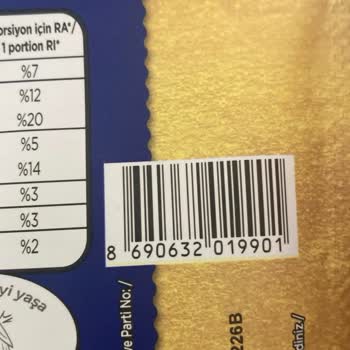 orsiyon için RA*/
1 portion RI*
%7
%12
%20
%5
%14
%3
%3
%2
8 690632 019901
yi yaşa
ve Parti No: /
226B
diniz/